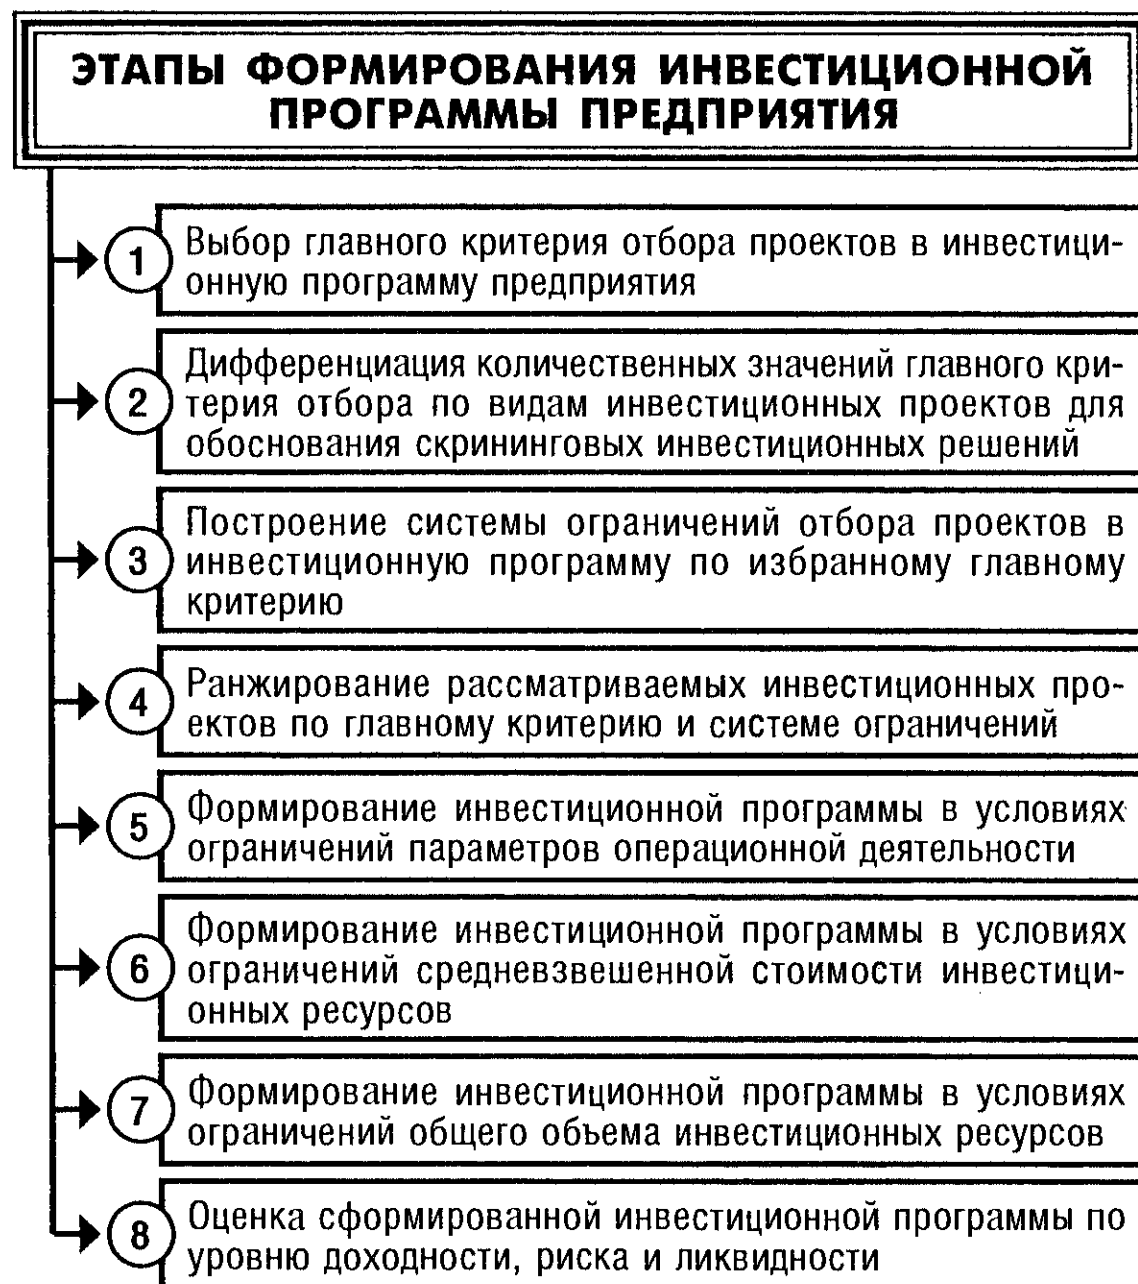 ЭТАПЫ ФОРМИРОВАНИЯ ИНВЕСТИЦИОННОЙ
ПРОГРАММЫ ПРЕДПРИЯТИЯ
1
Выбор главного критерия отбора проектов в инвестици-
онную программу предприятия
2
Дифференциация количественных значений главного кри-
терия отбора по видам инвестиционных проектов для
обоснования скрининговых инвестиционных решений
3
Построение системы ограничений отбора проектов в
инвестиционную программу по избранному главному
критерию
4
Ранжирование рассматриваемых инвестиционных про-
ектов по главному критерию и системе ограничений
5
Формирование инвестиционной программы в условиях
ограничений параметров операционной деятельности
6
Формирование инвестиционной программы в условиях
ограничений средневзвешенной стоимости инвестици-
онных ресурсов
7
Формирование инвестиционной программы в условиях
ограничений общего объема инвестиционных ресурсов
8
Оценка сформированной инвестиционной программы по
уровню доходности, риска и ликвидности